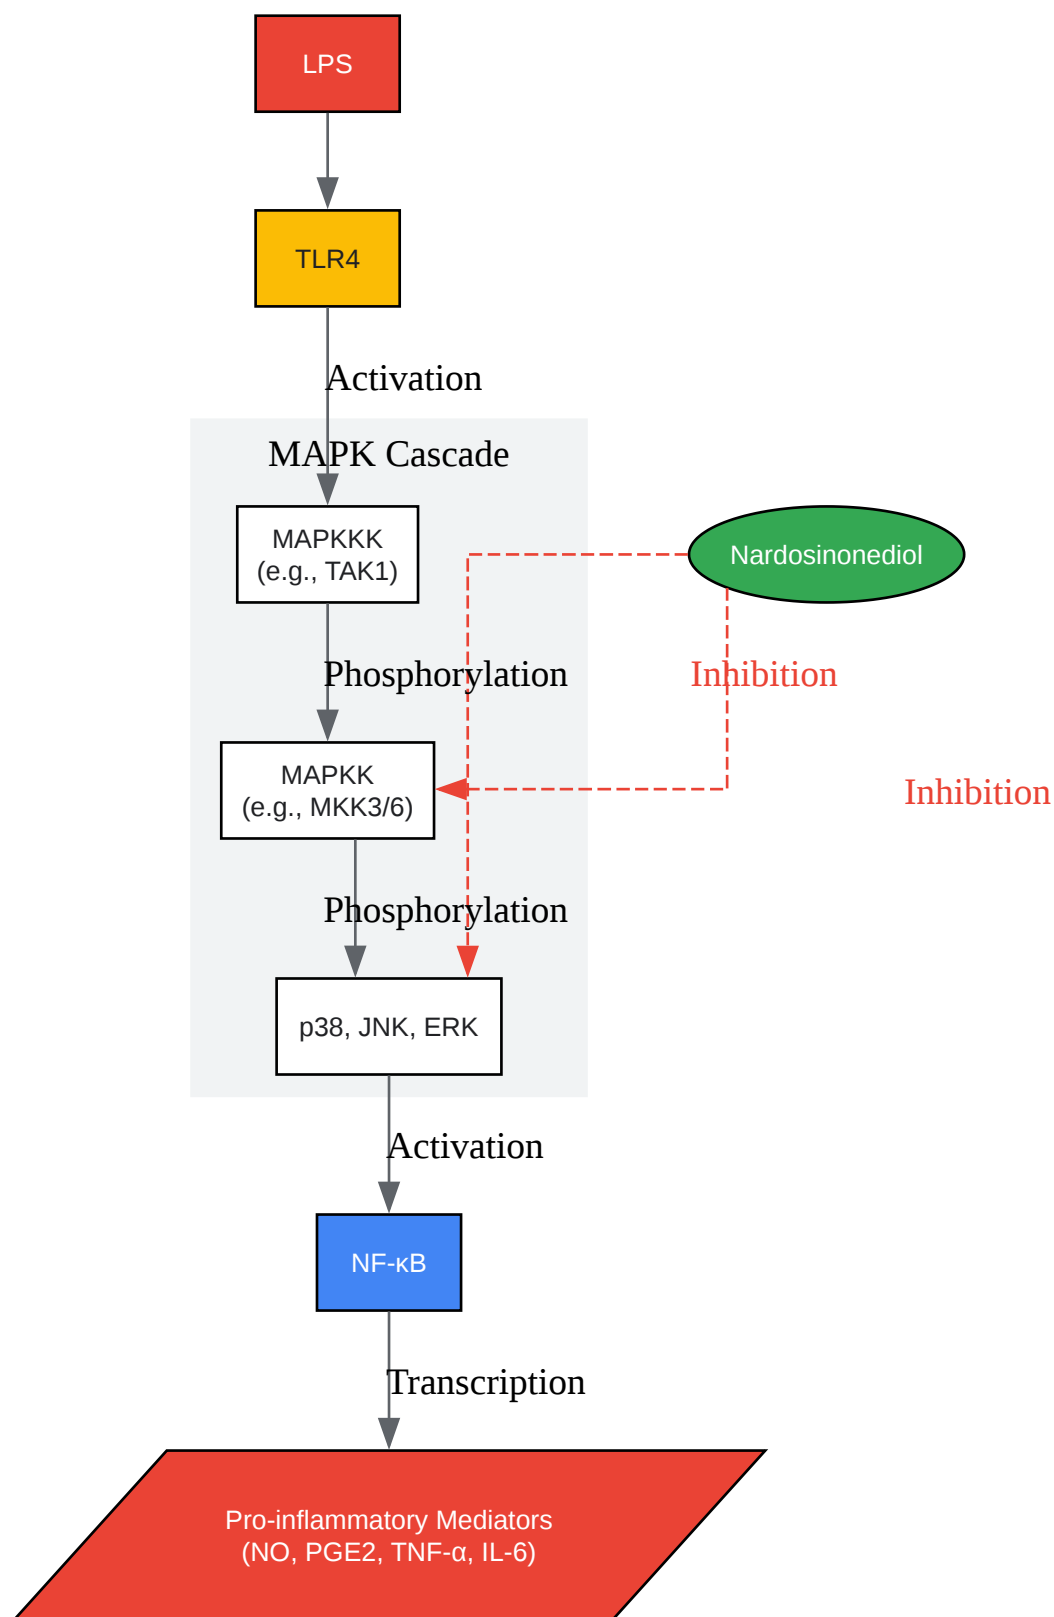 LPS
TLR4
Activation
MAPK Cascade
MAPKKK
(e.g., TAK1)
Nardosinonediol
Phosphorylation
Inhibition
MAPKK
(e.g., MKK3/6)
Inhibition
Phosphorylation
p38, JNK, ERK
Activation
NF-κB
Transcription
Pro-inflammatory Mediators
(NO, PGE2, TNF-α, IL-6)